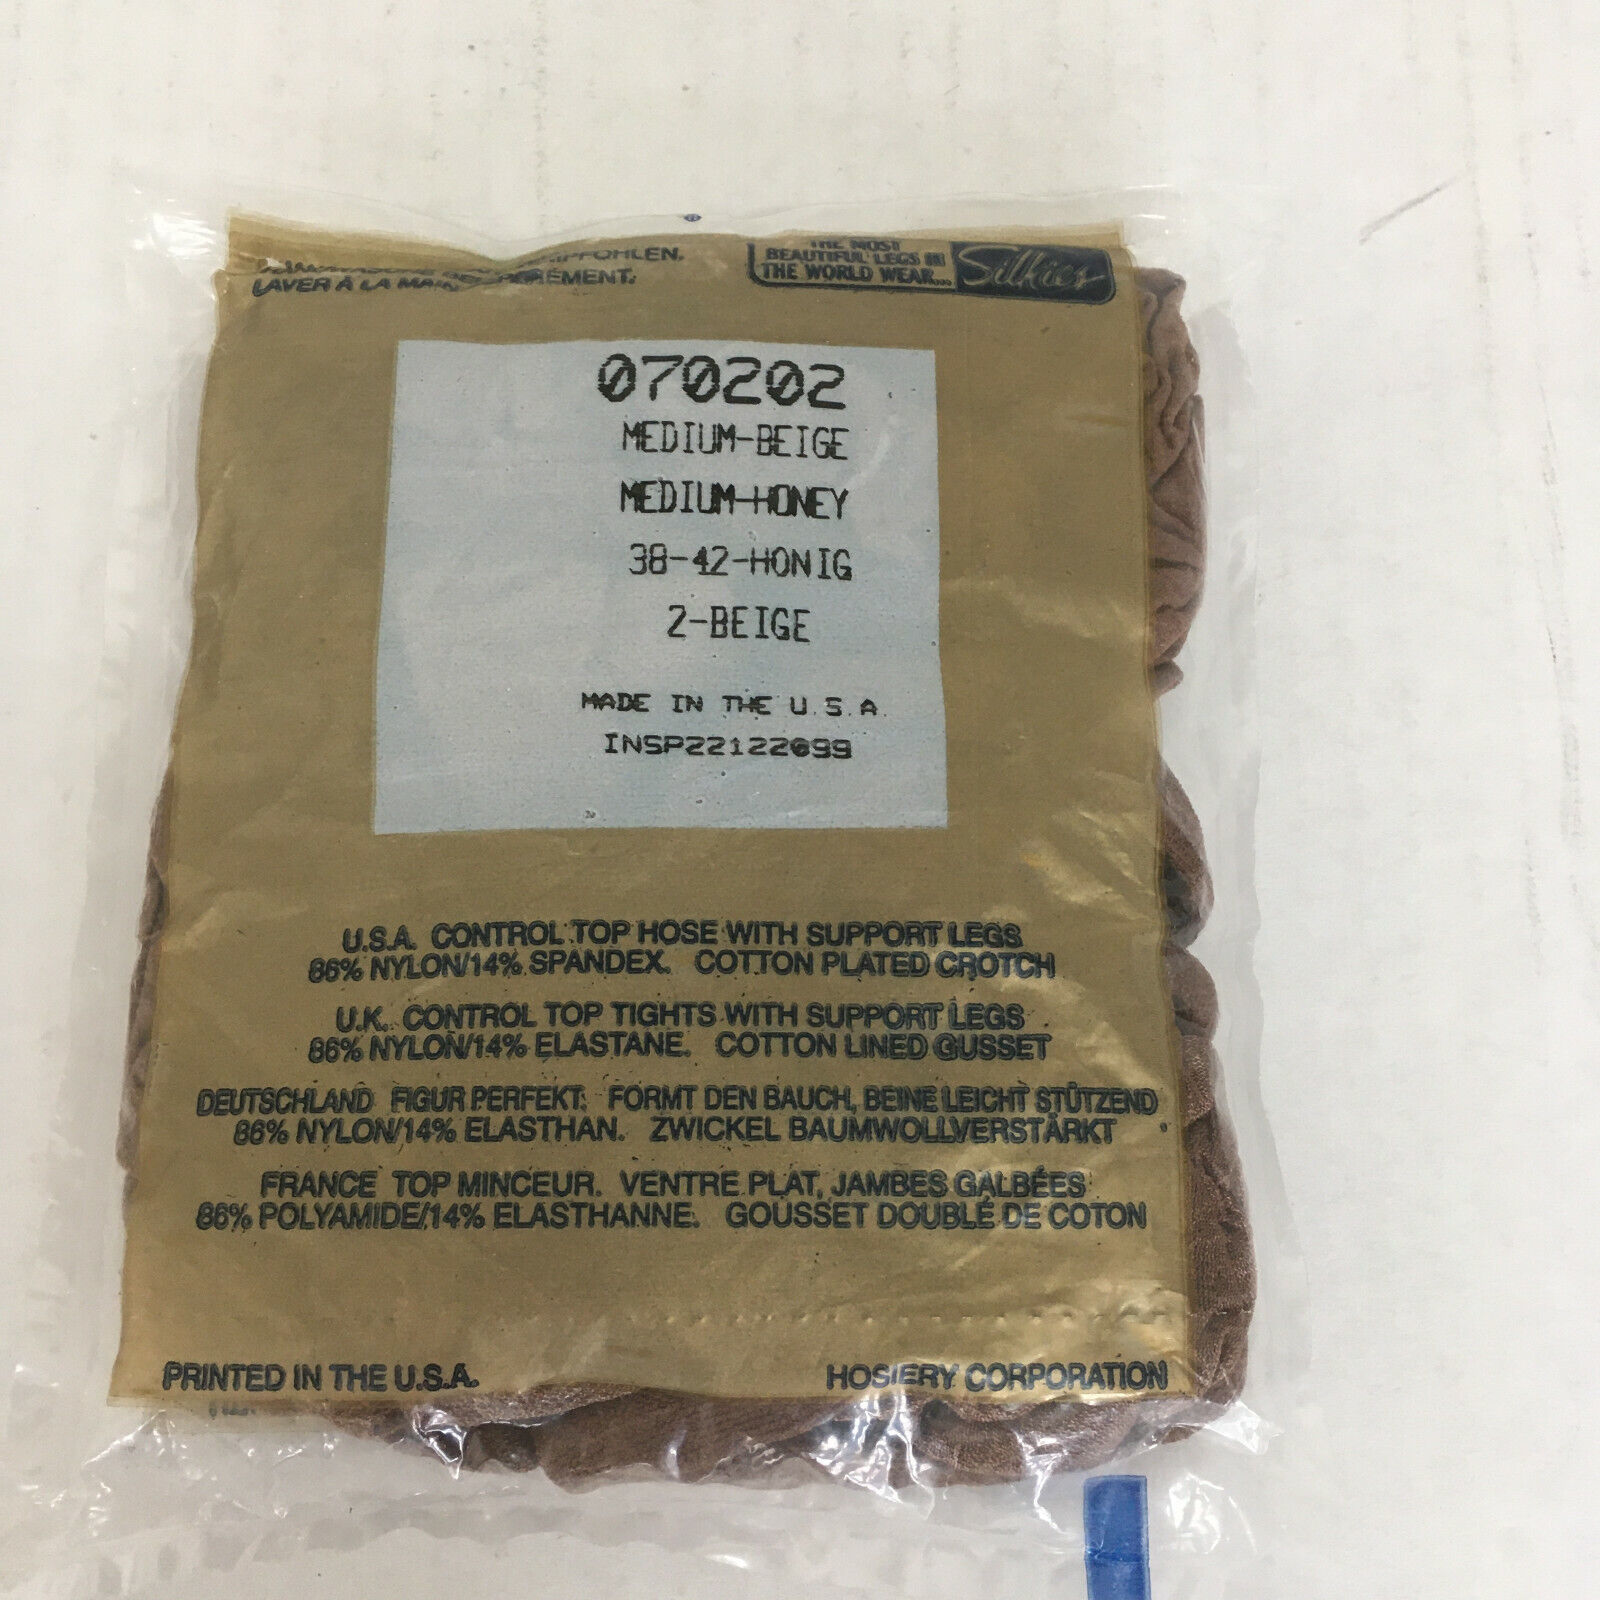 LAVER À LA MAIN
THE MOST
BEAUTIFUL LEGS IN
THE WORLD WEAR...
Silkies
070202
MEDIUM-BEIGE
MEDIUM-HONEY
38-42-HONIG
2-BEIGE
MADE IN THE U.S.A.
INSP22122099
U.S.A. CONTROL TOP HOSE WITH SUPPORT LEGS
86% NYLON/14% SPANDEX. COTTON PLATED CROTCH
U.K. CONTROL TOP TIGHTS WITH SUPPORT LEGS
86% NYLON/14% ELASTANE. COTTON LINED GUSSET
DEUTSCHLAND FIGUR PERFEKT: FORMT DEN BAUCH, BEINE LEICHT STÜTZEND
86% NYLON/14% ELASTHAN. ZWICKEL BAUMWOLLVERSTÄRKT
FRANCE TOP MINCEUR. VENTRE PLAT, JAMBES GALBÉES
86% POLYAMIDE/14% ELASTHANNE. GOUSSET DOUBLÉ DE COTON
PRINTED IN THE U.S.A.
HOSIERY CORPORATION